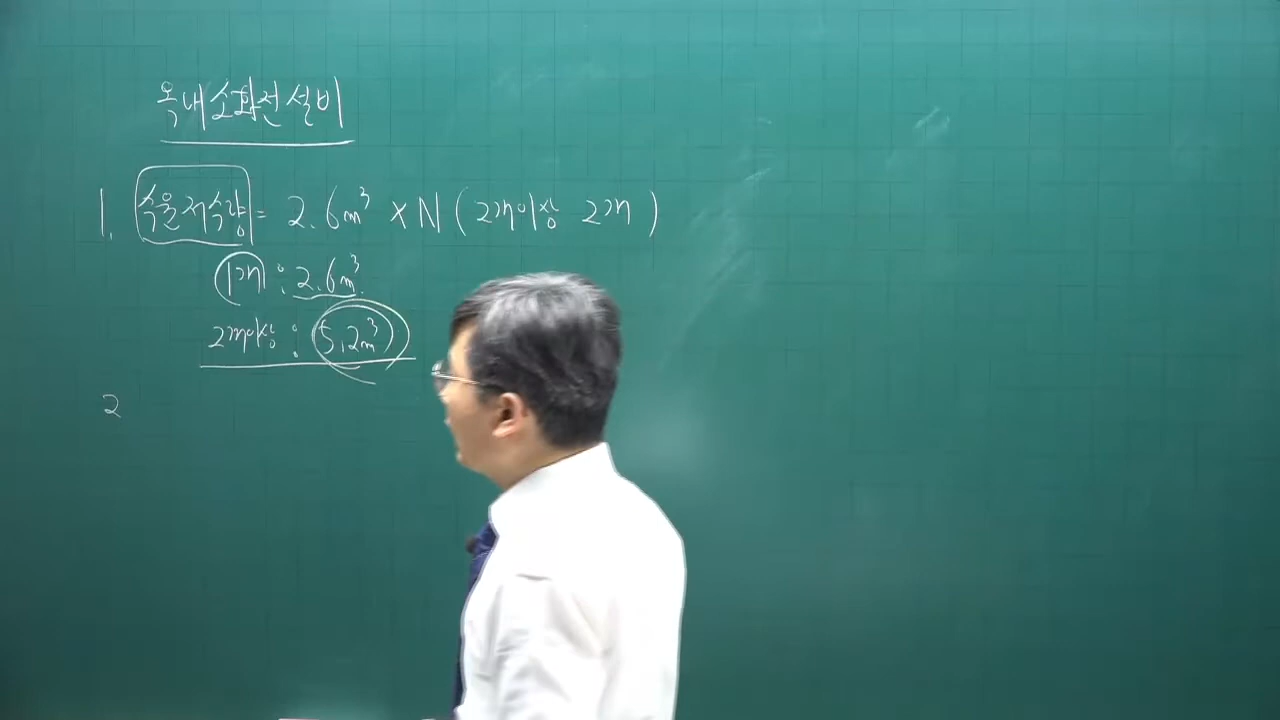 옥내소화전설비
1. 수원저수량 = 2.6m³ × N (2개이상 2개)
1개 : 2.6m³
2개이상 : 5.2m³
2